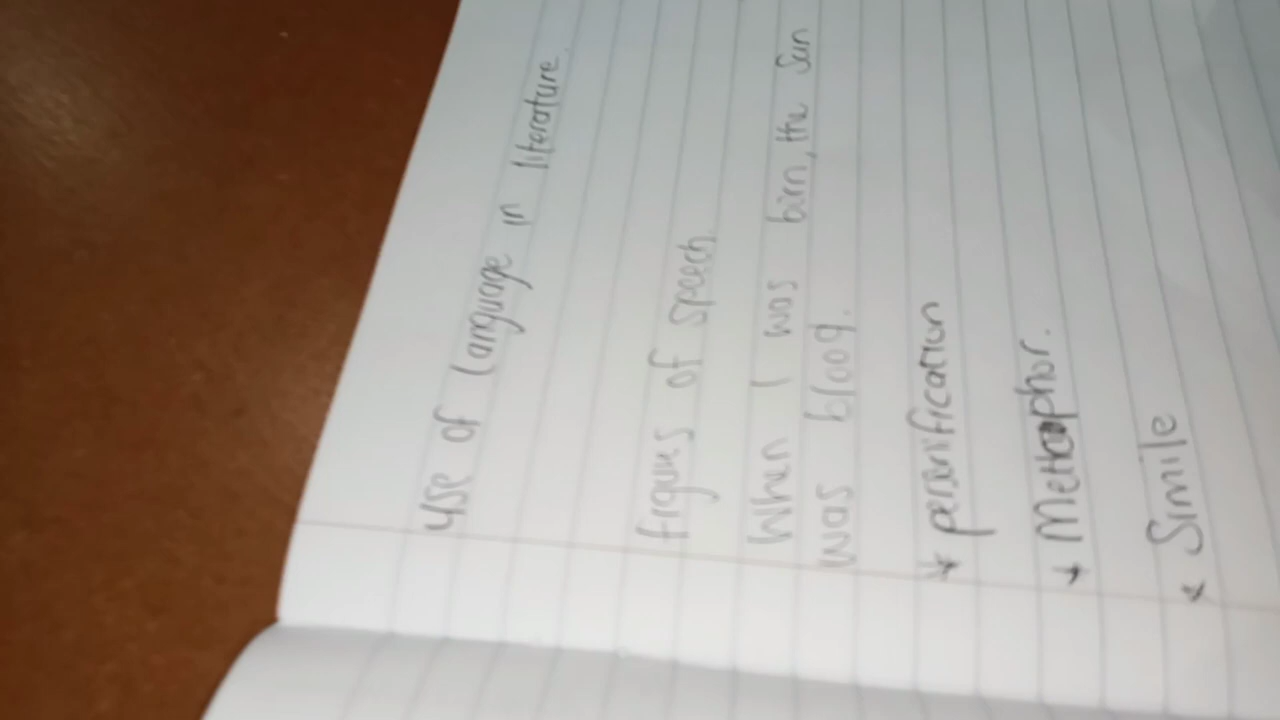 Use of language in literature.
figures of speech.
When I was born, the Sun
was blood.
* personification
* Metaphor.
* Simile